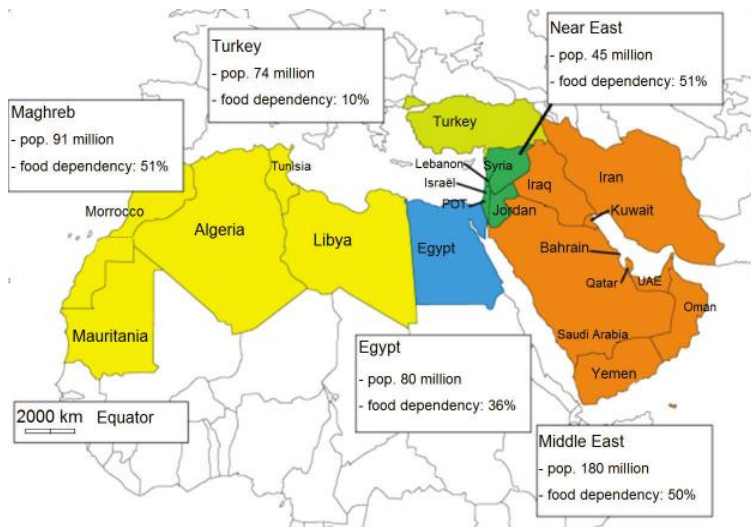 Turkey
- pop. 74 million
- food dependency: 10%
Near East
- pop. 45 million
- food dependency: 51%
Maghreb
- pop. 91 million
- food dependency: 51%
Turkey
Lebanon
Syria
Israël
POT
Jordan
Iraq
Iran
Kuwait
Tunisia
Morrocco
Algeria
Libya
Egypt
Bahrain
Qatar
UAE
Oman
Saudi Arabia
Yemen
Mauritania
Egypt
- pop. 80 million
- food dependency: 36%
2000 km Equator
Middle East
- pop. 180 million
- food dependency: 50%